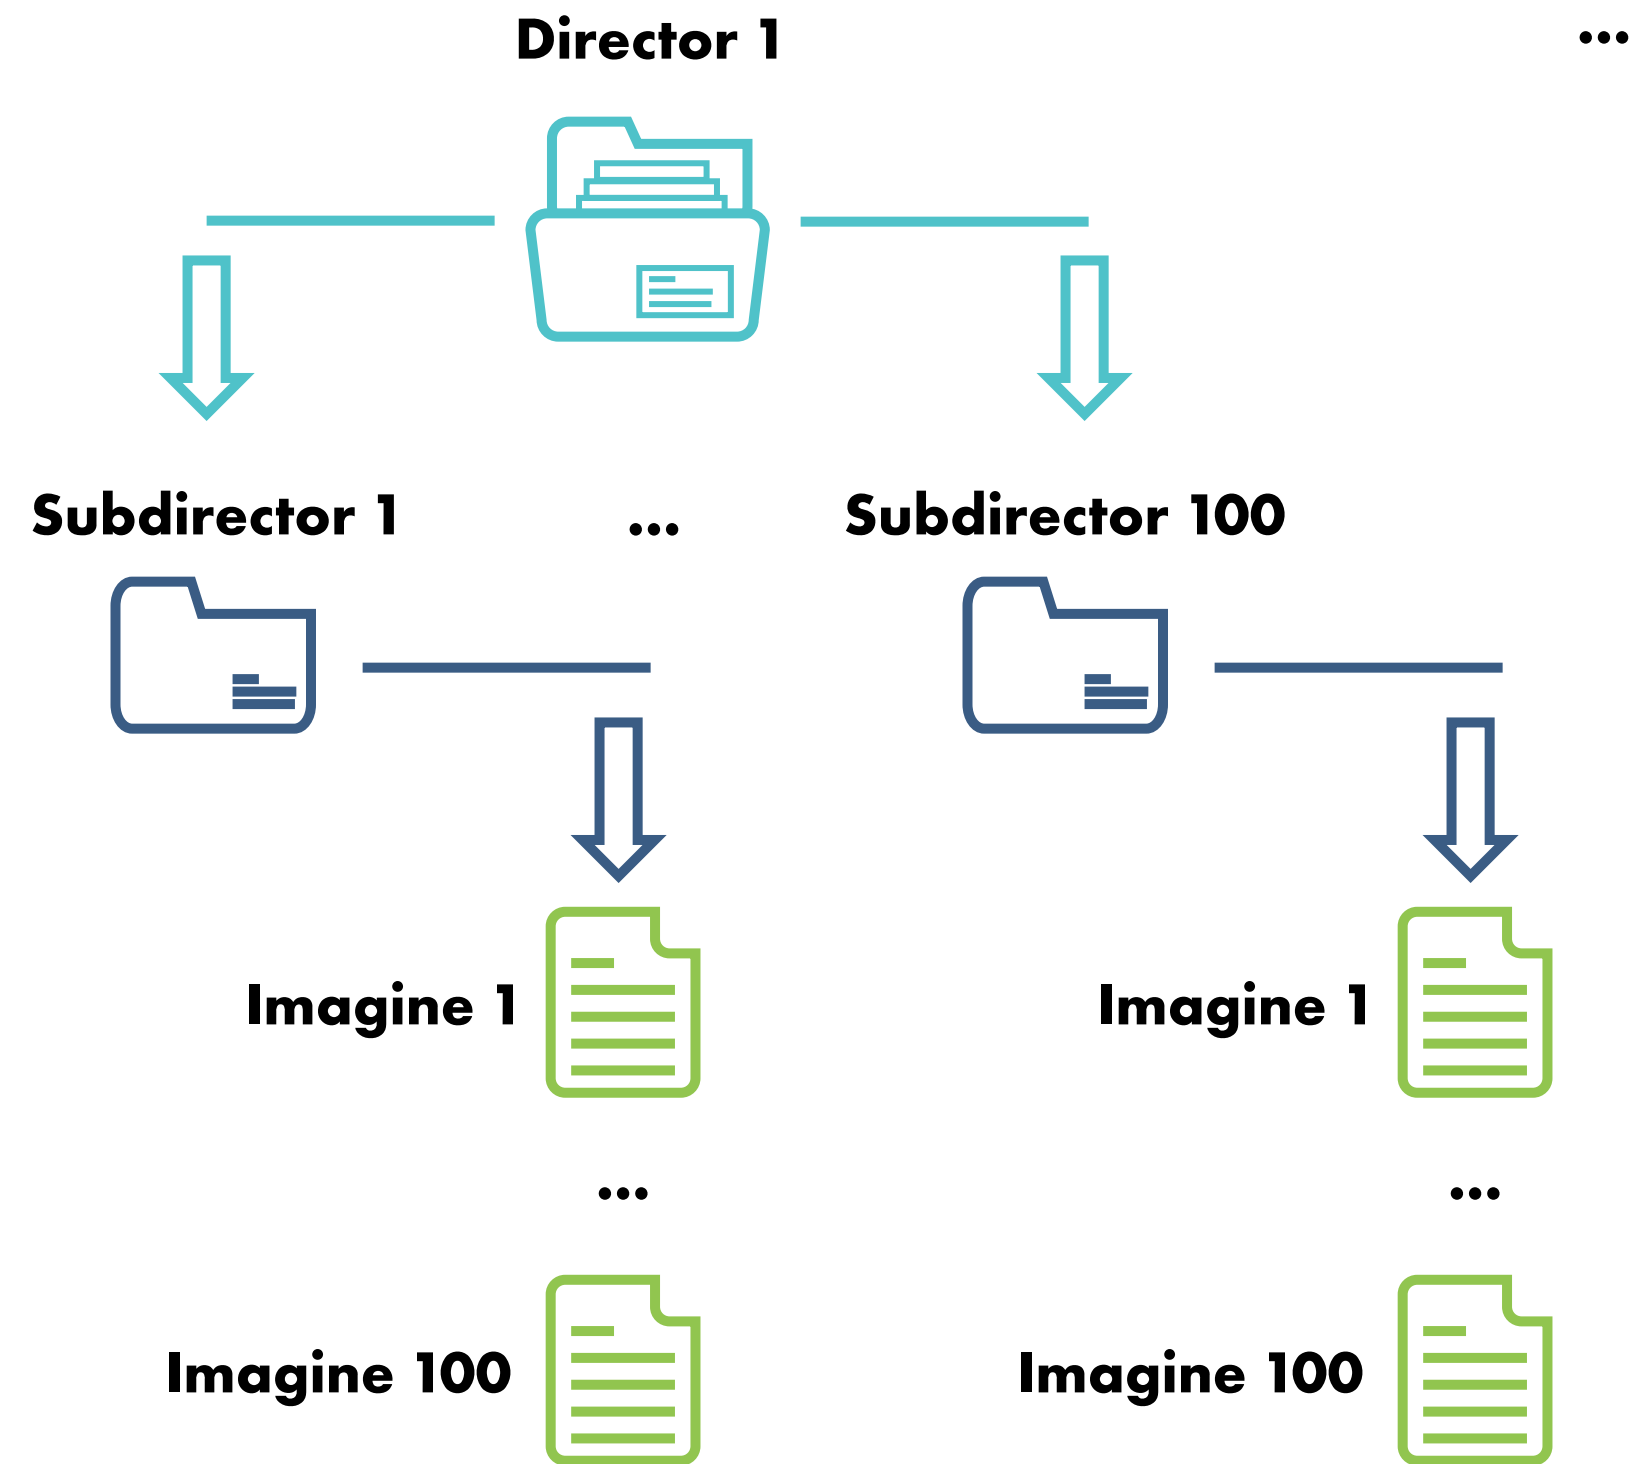 Director 1 ...
Subdirector 1 ... Subdirector 100
Imagine 1 Imagine 1
... ...
Imagine 100 Imagine 100